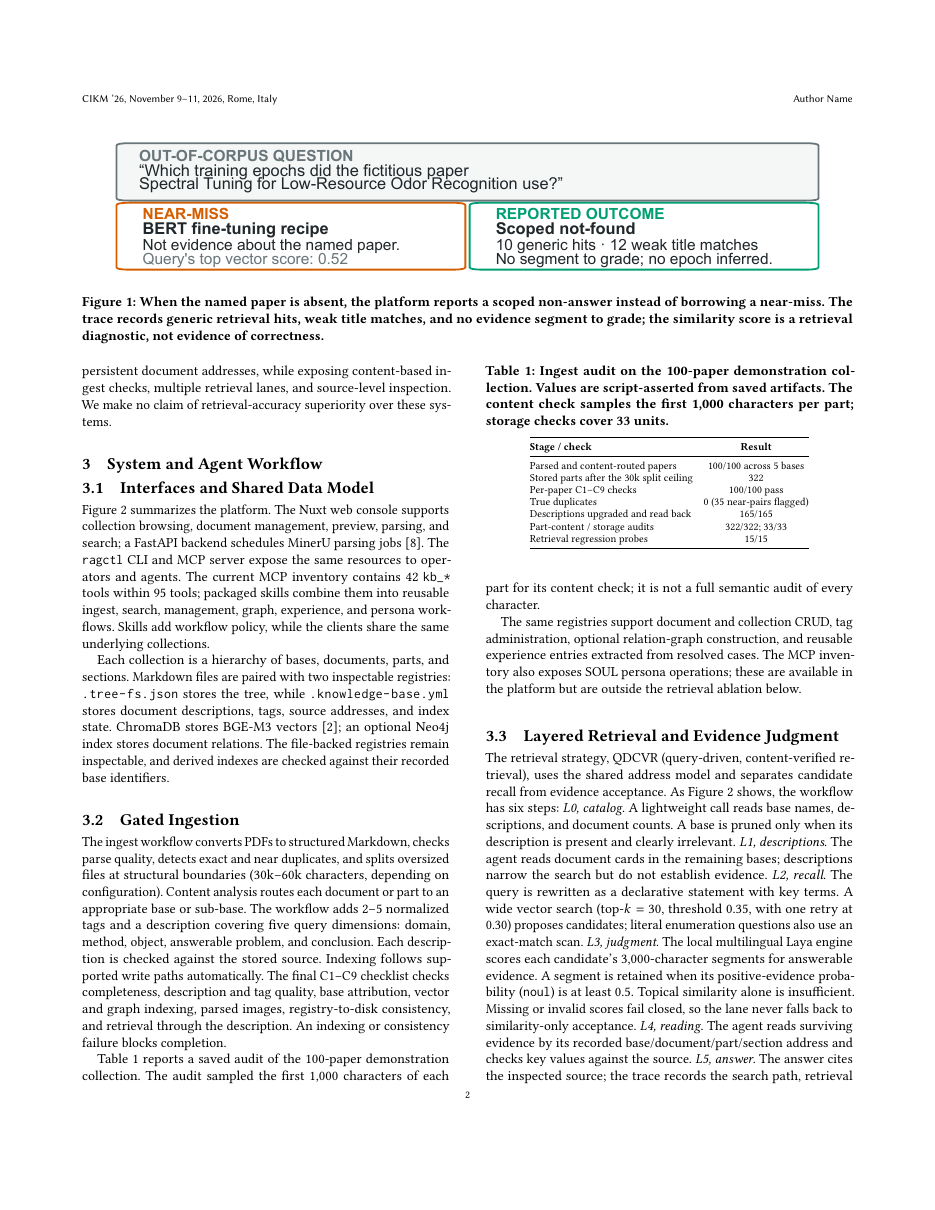 CIKM '26, November 9–11, 2026, Rome, Italy
Author Name
OUT-OF-CORPUS QUESTION
“Which training epochs did the fictitious paper
Spectral Tuning for Low-Resource Odor Recognition use?”
NEAR-MISS
BERT fine-tuning recipe
Not evidence about the named paper.
Query's top vector score: 0.52
REPORTED OUTCOME
Scoped not-found
10 generic hits · 12 weak title matches
No segment to grade; no epoch inferred.
Figure 1: When the named paper is absent, the platform reports a scoped non-answer instead of borrowing a near-miss. The
trace records generic retrieval hits, weak title matches, and no evidence segment to grade; the similarity score is a retrieval
diagnostic, not evidence of correctness.
persistent document addresses, while exposing content-based in-
gest checks, multiple retrieval lanes, and source-level inspection.
We make no claim of retrieval-accuracy superiority over these sys-
tems.
3 System and Agent Workflow
3.1 Interfaces and Shared Data Model
Figure 2 summarizes the platform. The Nuxt web console supports
collection browsing, document management, preview, parsing, and
search; a FastAPI backend schedules MinerU parsing jobs [8]. The
ragctl CLI and MCP server expose the same resources to oper-
ators and agents. The current MCP inventory contains 42 kb_*
tools within 95 tools; packaged skills combine them into reusable
ingest, search, management, graph, experience, and persona work-
flows. Skills add workflow policy, while the clients share the same
underlying collections.
Each collection is a hierarchy of bases, documents, parts, and
sections. Markdown files are paired with two inspectable registries:
.tree-fs.json stores the tree, while .knowledge-base.yml
stores document descriptions, tags, source addresses, and index
state. ChromaDB stores BGE-M3 vectors [2]; an optional Neo4j
index stores document relations. The file-backed registries remain
inspectable, and derived indexes are checked against their recorded
base identifiers.
3.2 Gated Ingestion
The ingest workflow converts PDFs to structured Markdown, checks
parse quality, detects exact and near duplicates, and splits oversized
files at structural boundaries (30k–60k characters, depending on
configuration). Content analysis routes each document or part to an
appropriate base or sub-base. The workflow adds 2–5 normalized
tags and a description covering five query dimensions: domain,
method, object, answerable problem, and conclusion. Each descrip-
tion is checked against the stored source. Indexing follows sup-
ported write paths automatically. The final C1–C9 checklist checks
completeness, description and tag quality, base attribution, vector
and graph indexing, parsed images, registry-to-disk consistency,
and retrieval through the description. An indexing or consistency
failure blocks completion.
Table 1 reports a saved audit of the 100-paper demonstration
collection. The audit sampled the first 1,000 characters of each
Table 1: Ingest audit on the 100-paper demonstration col-
lection. Values are script-asserted from saved artifacts. The
content check samples the first 1,000 characters per part;
storage checks cover 33 units.
Stage / check Result
Parsed and content-routed papers 100/100 across 5 bases
Stored parts after the 30k split ceiling 322
Per-paper C1–C9 checks 100/100 pass
True duplicates 0 (35 near-pairs flagged)
Descriptions upgraded and read back 165/165
Part-content / storage audits 322/322; 33/33
Retrieval regression probes 15/15
part for its content check; it is not a full semantic audit of every
character.
The same registries support document and collection CRUD, tag
administration, optional relation-graph construction, and reusable
experience entries extracted from resolved cases. The MCP inven-
tory also exposes SOUL persona operations; these are available in
the platform but are outside the retrieval ablation below.
3.3 Layered Retrieval and Evidence Judgment
The retrieval strategy, QDCVR (query-driven, content-verified re-
trieval), uses the shared address model and separates candidate
recall from evidence acceptance. As Figure 2 shows, the workflow
has six steps: L0, catalog. A lightweight call reads base names, de-
scriptions, and document counts. A base is pruned only when its
description is present and clearly irrelevant. L1, descriptions. The
agent reads document cards in the remaining bases; descriptions
narrow the search but do not establish evidence. L2, recall. The
query is rewritten as a declarative statement with key terms. A
wide vector search (top-k = 30, threshold 0.35, with one retry at
0.30) proposes candidates; literal enumeration questions also use an
exact-match scan. L3, judgment. The local multilingual Laya engine
scores each candidate's 3,000-character segments for answerable
evidence. A segment is retained when its positive-evidence proba-
bility (noul) is at least 0.5. Topical similarity alone is insufficient.
Missing or invalid scores fail closed, so the lane never falls back to
similarity-only acceptance. L4, reading. The agent reads surviving
evidence by its recorded base/document/part/section address and
checks key values against the source. L5, answer. The answer cites
the inspected source; the trace records the search path, retrieval
2